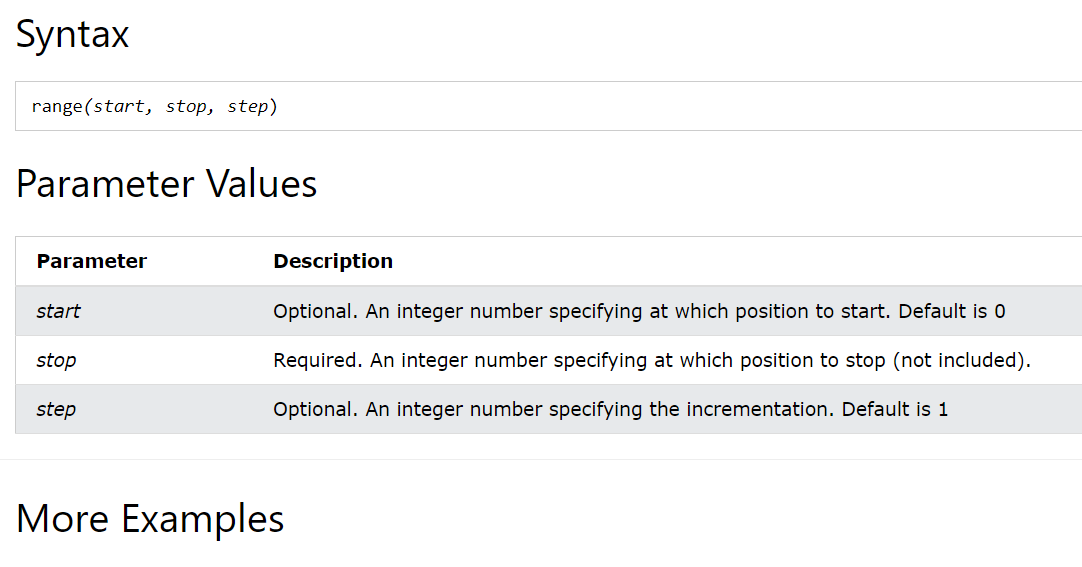 Syntax
range(start, stop, step)
Parameter Values
Parameter Description
start Optional. An integer number specifying at which position to start. Default is 0
stop Required. An integer number specifying at which position to stop (not included).
step Optional. An integer number specifying the incrementation. Default is 1
More Examples